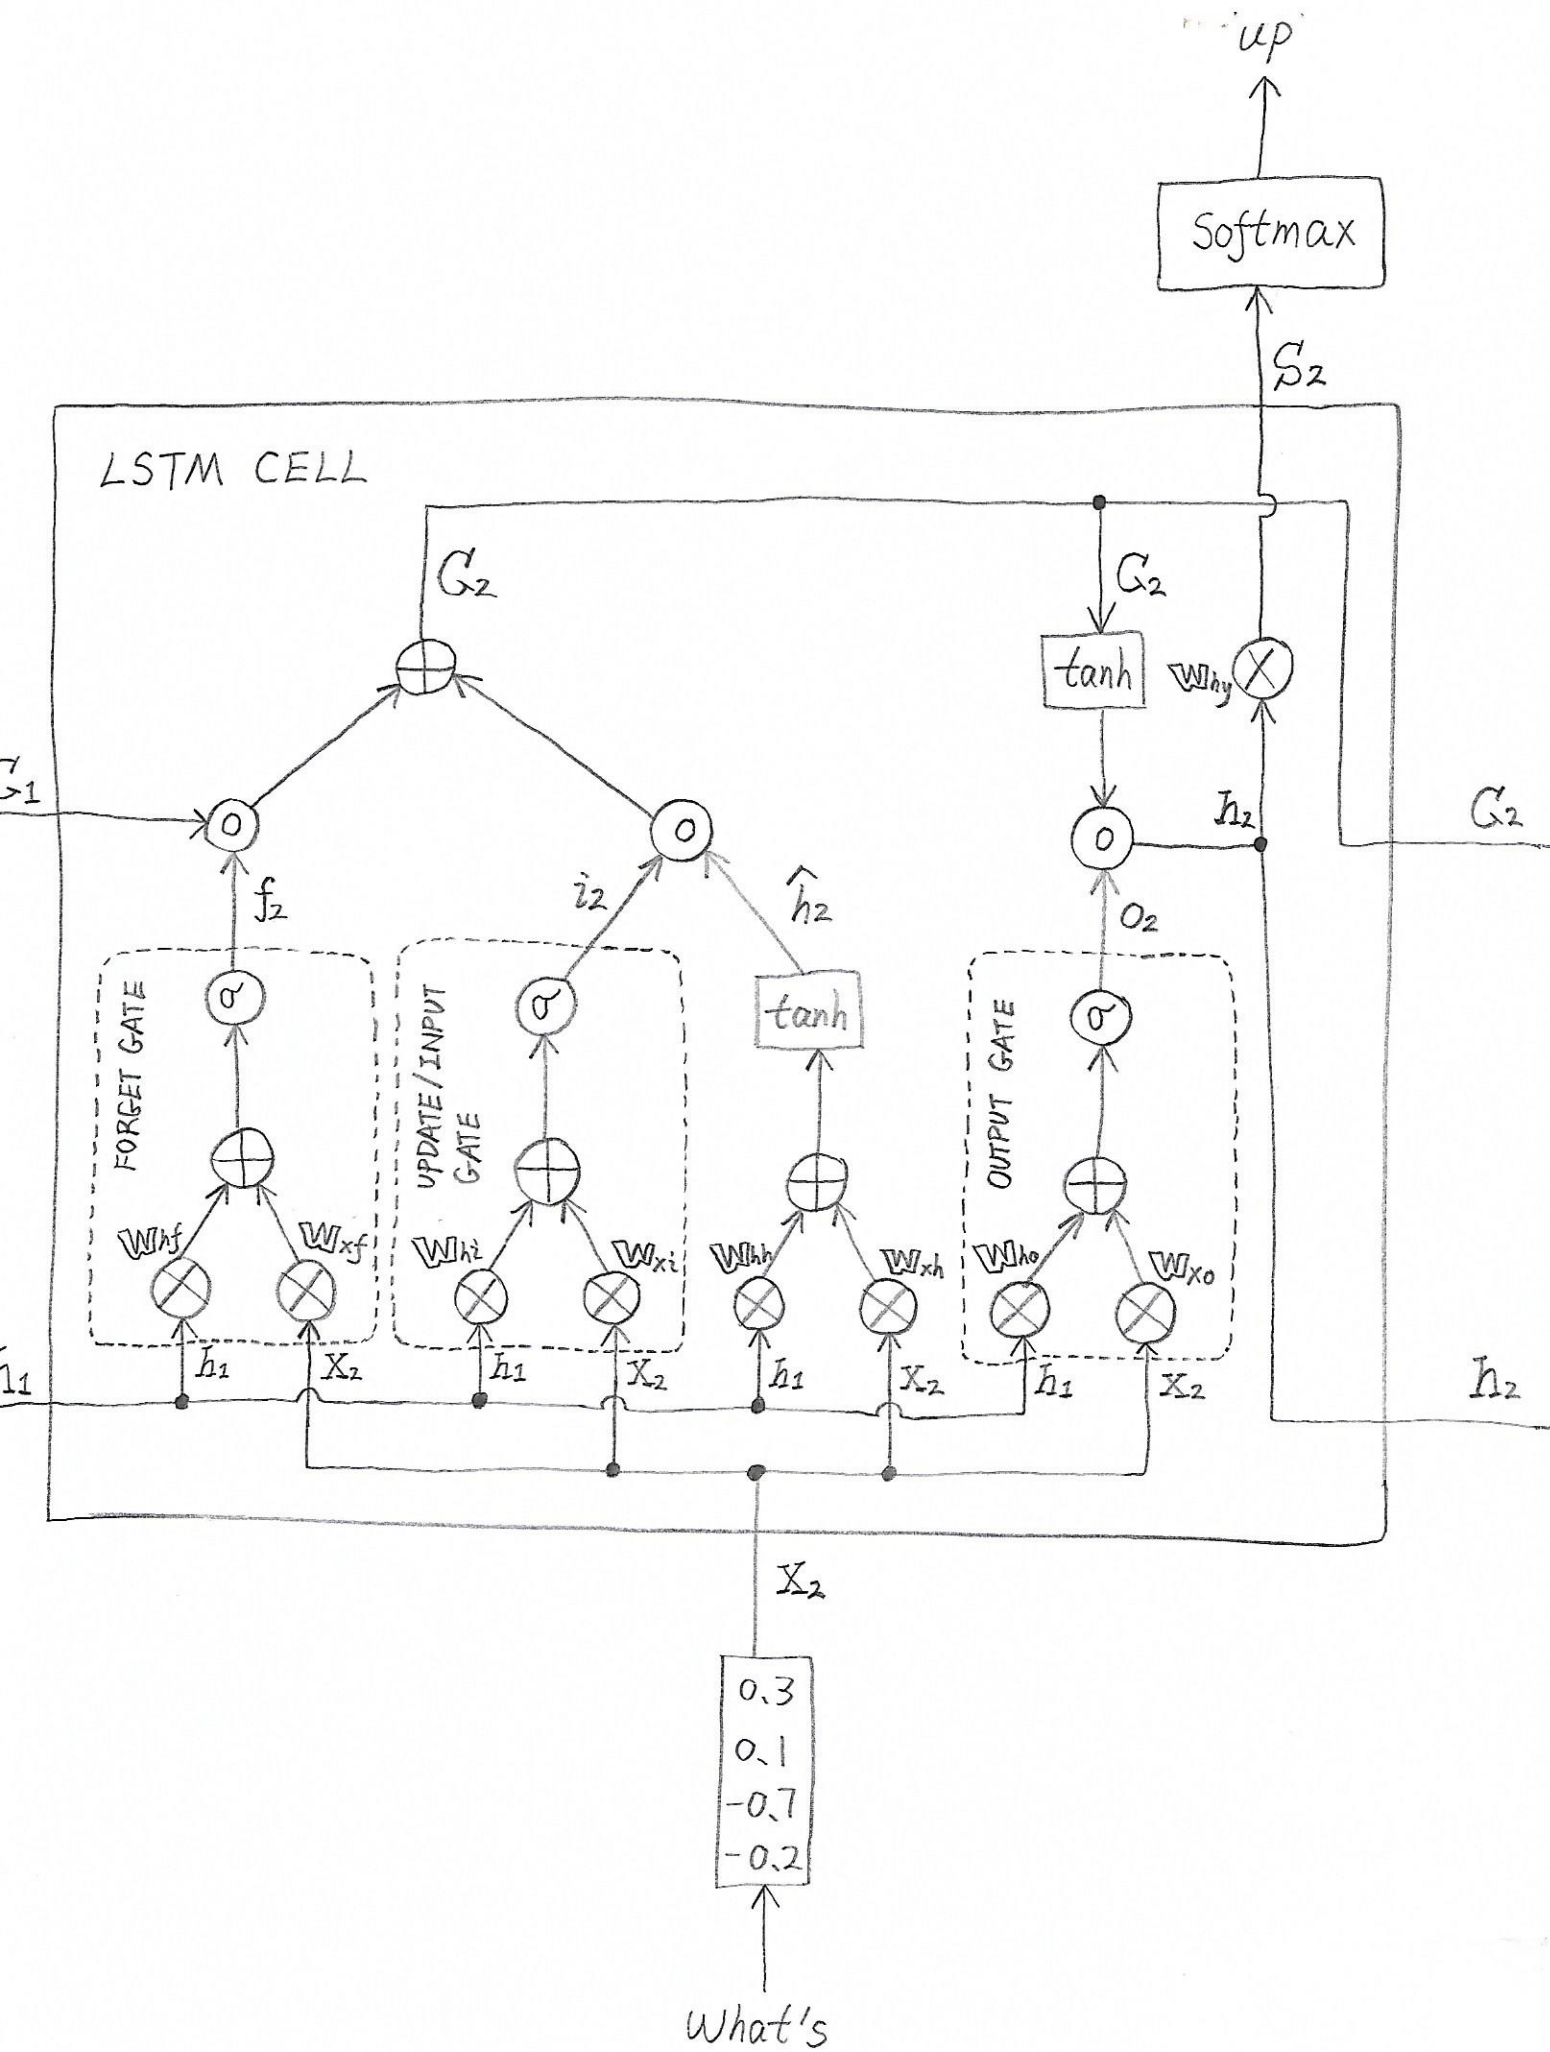 up
Softmax
S2
LSTM CELL
C2
C2
tanh
Why
C1
h2
C2
f2
i2
ĥ2
o2
FORGET GATE
σ
UPDATE/INPUT
GATE
σ
tanh
OUTPUT GATE
σ
Whf
Wxf
Whi
Wxi
Whh
Wxh
Who
Wxo
h1
h1
X2
h1
X2
h1
X2
h1
X2
h2
X2
0.3
0.1
-0.7
-0.2
What's